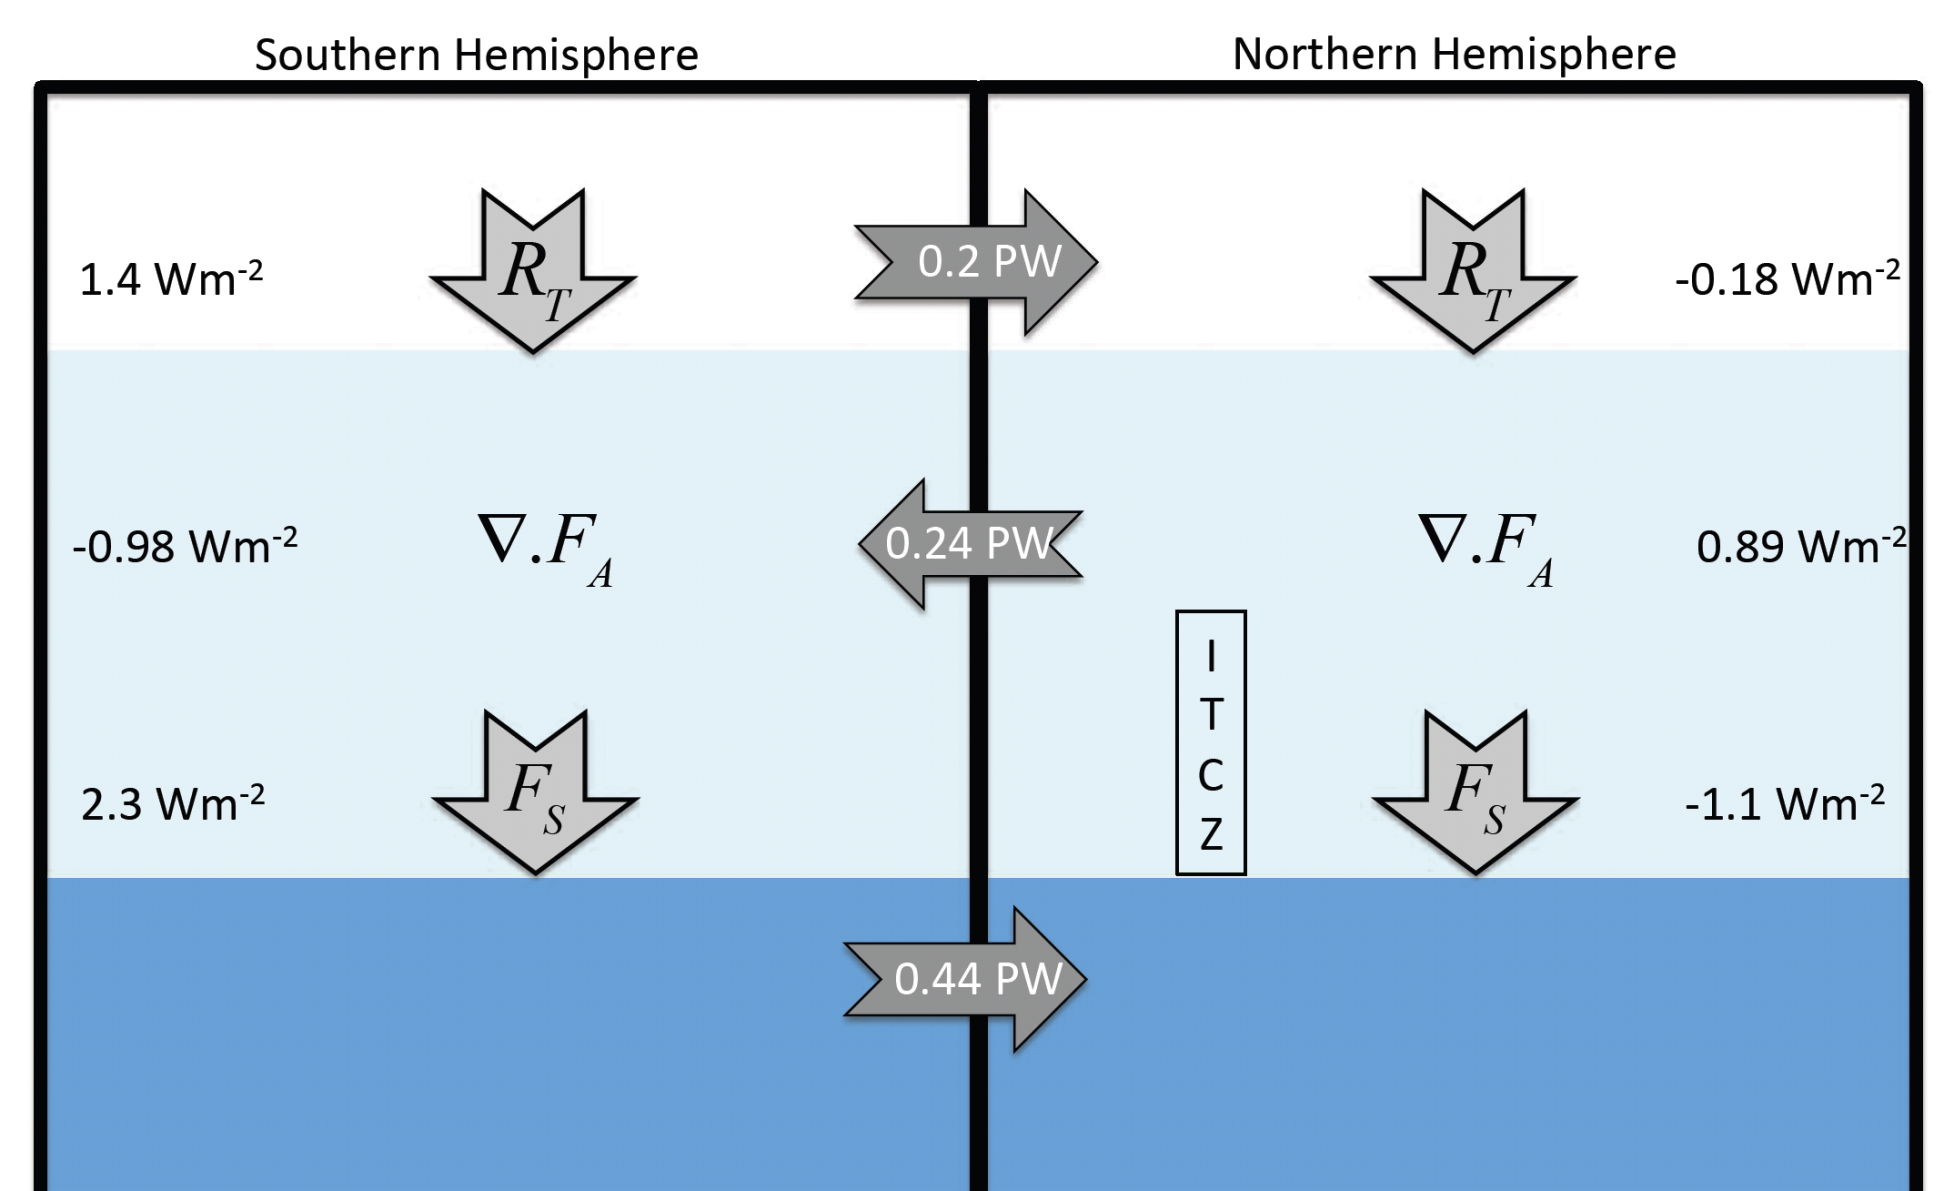 Southern Hemisphere
Northern Hemisphere
1.4 Wm⁻²
R_T
0.2 PW
R_T
-0.18 Wm⁻²
-0.98 Wm⁻²
∇.F_A
0.24 PW
∇.F_A
0.89 Wm⁻²
I
T
C
Z
2.3 Wm⁻²
F_S
F_S
-1.1 Wm⁻²
0.44 PW